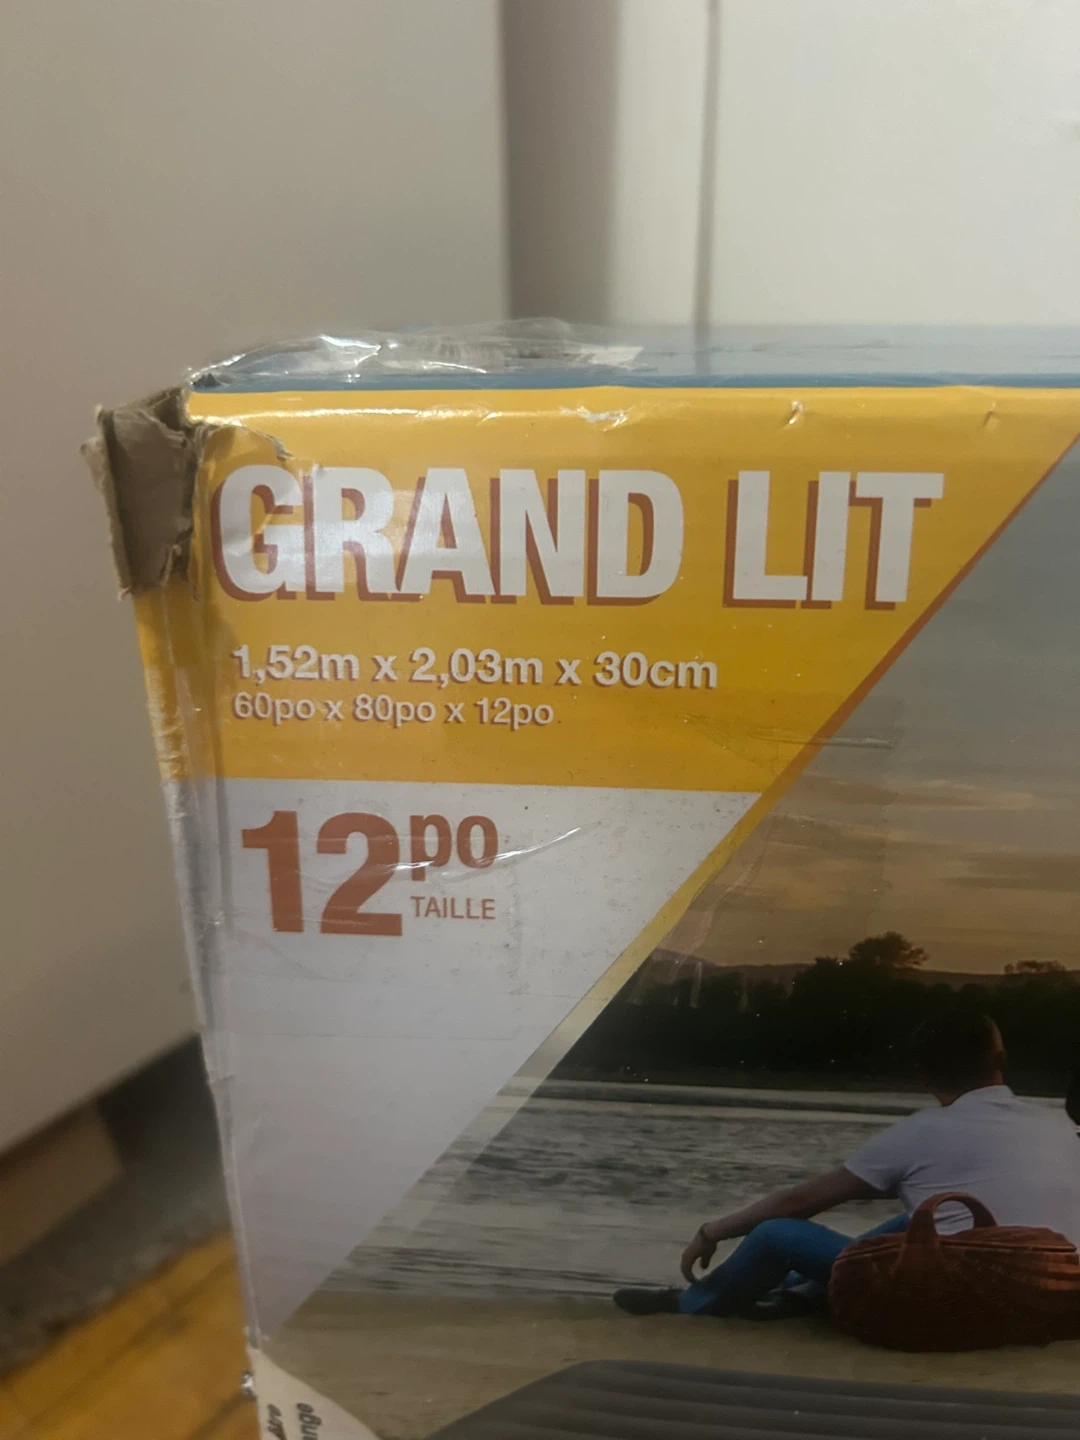 GRAND LIT
1,52m x 2,03m x 30cm
60po x 80po x 12po
12po
TAILLE